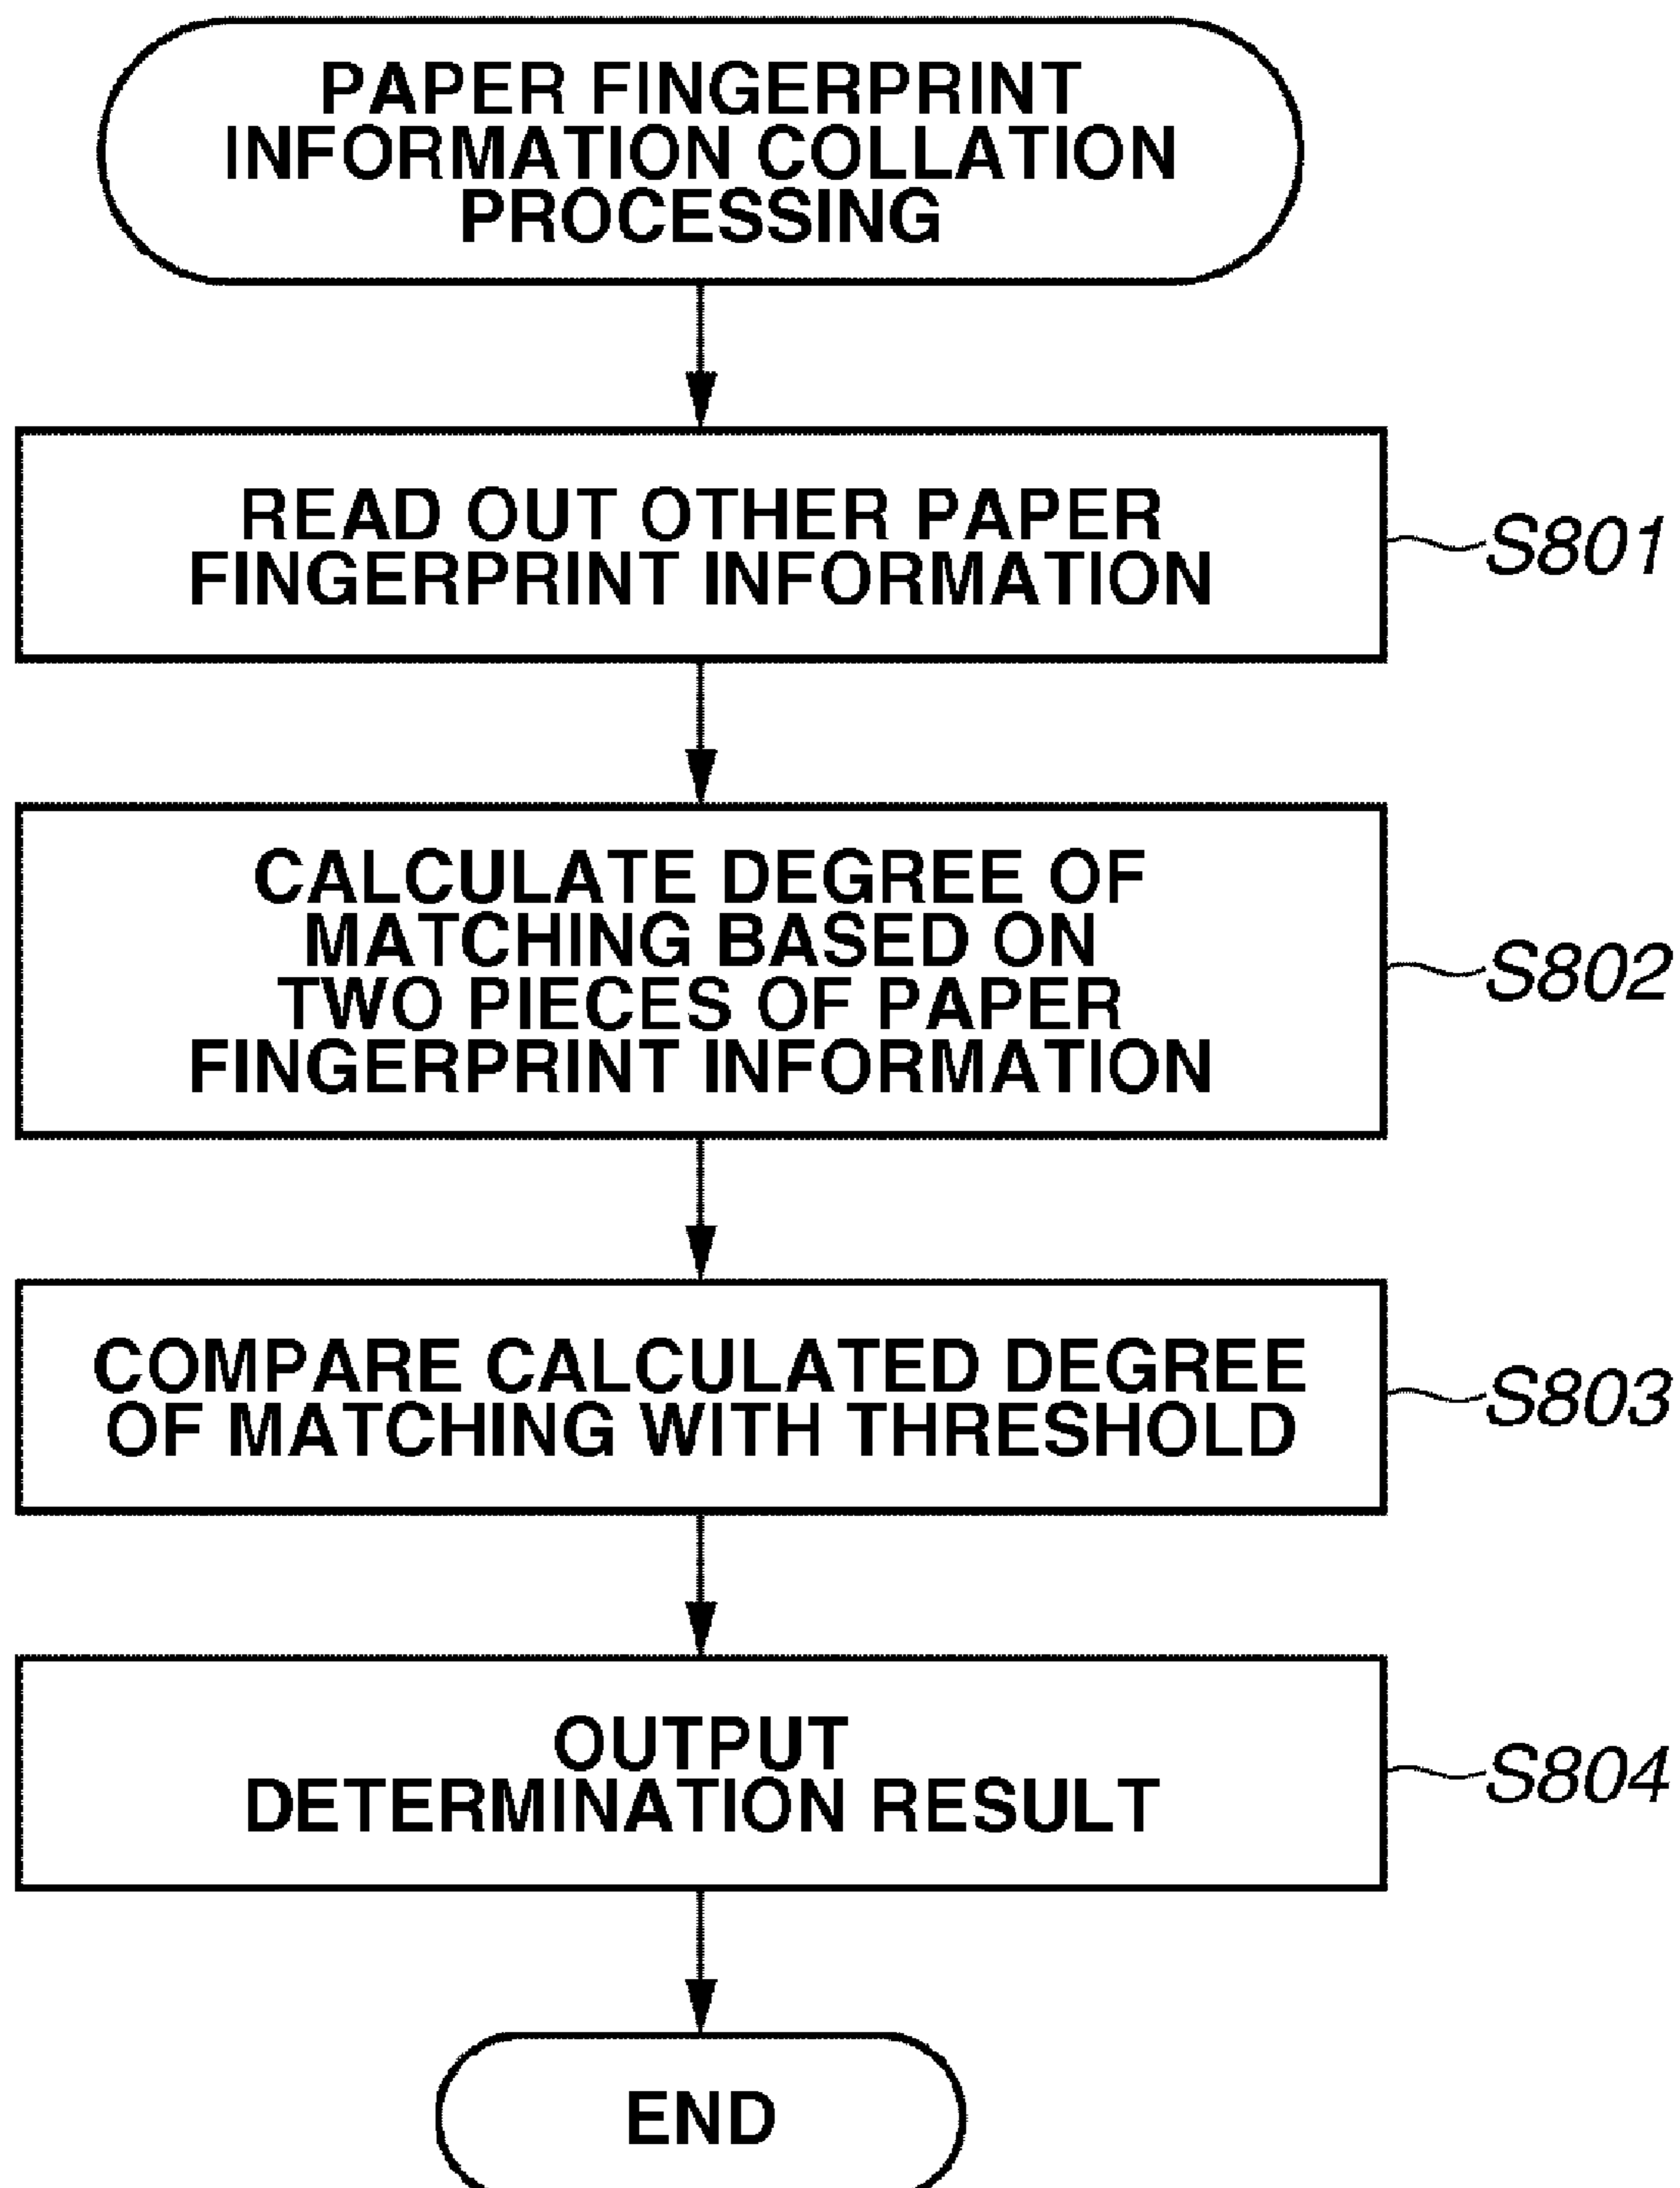 PAPER FINGERPRINT
INFORMATION COLLATION
PROCESSING
READ OUT OTHER PAPER
FINGERPRINT INFORMATION
S801
CALCULATE DEGREE OF
MATCHING BASED ON
TWO PIECES OF PAPER
FINGERPRINT INFORMATION
S802
COMPARE CALCULATED DEGREE
OF MATCHING WITH THRESHOLD
S803
OUTPUT
DETERMINATION RESULT
S804
END